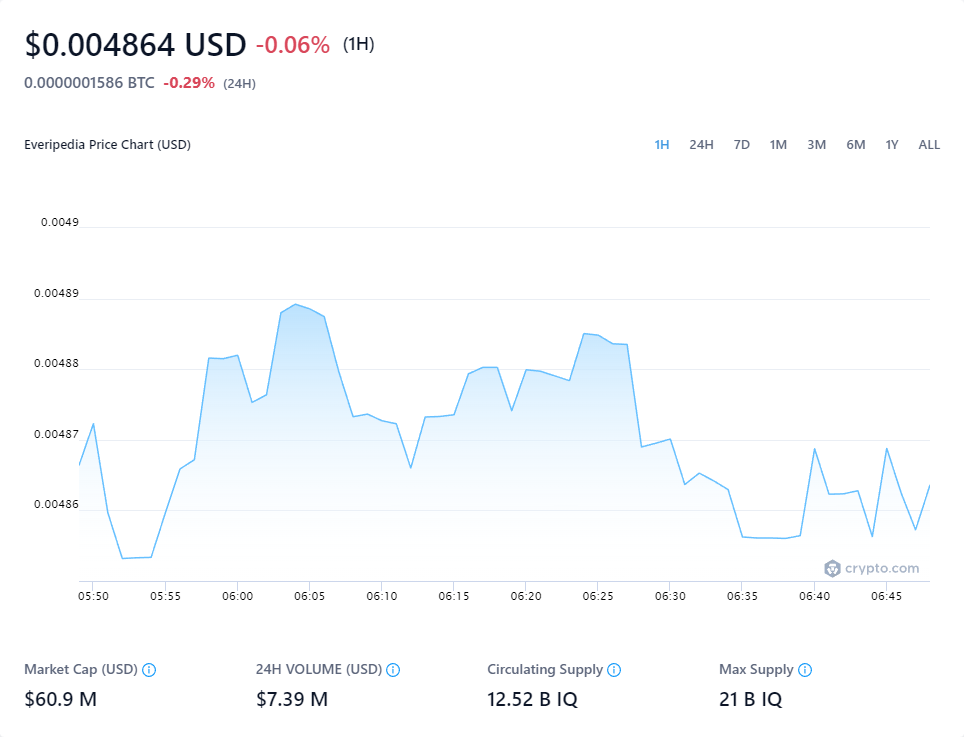 $0.004864 USD -0.06% (1H)
0.0000001586 BTC -0.29% (24H)
Everipedia Price Chart (USD) 1H 24H 7D 1M 3M 6M 1Y ALL
0.0049
0.00489
0.00488
0.00487
0.00486
crypto.com
05:50 05:55 06:00 06:05 06:10 06:15 06:20 06:25 06:30 06:35 06:40 06:45
Market Cap (USD) 24H VOLUME (USD) Circulating Supply Max Supply
$60.9 M $7.39 M 12.52 B IQ 21 B IQ